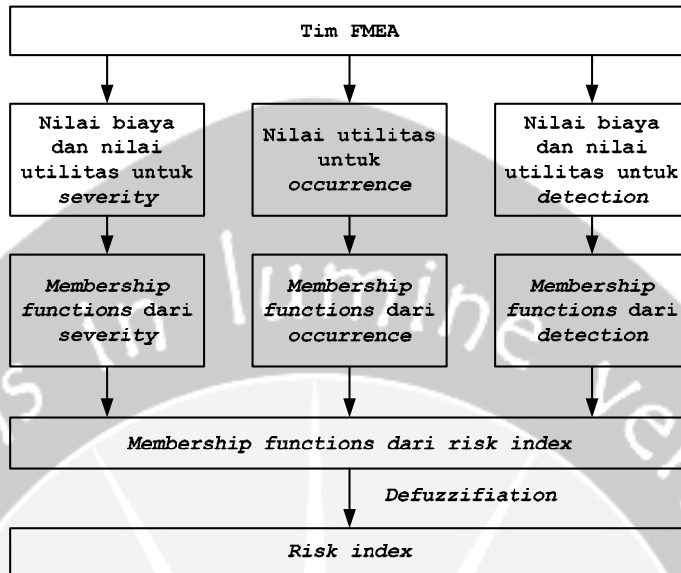 Tim FMEA
Nilai biaya
dan nilai
utilitas untuk
severity
Nilai utilitas
untuk
occurrence
Nilai biaya
dan nilai
utilitas untuk
detection
Membership
functions dari
severity
Membership
functions dari
occurrence
Membership
functions dari
detection
Membership functions dari risk index
Defuzzifiation
Risk index
in lumine